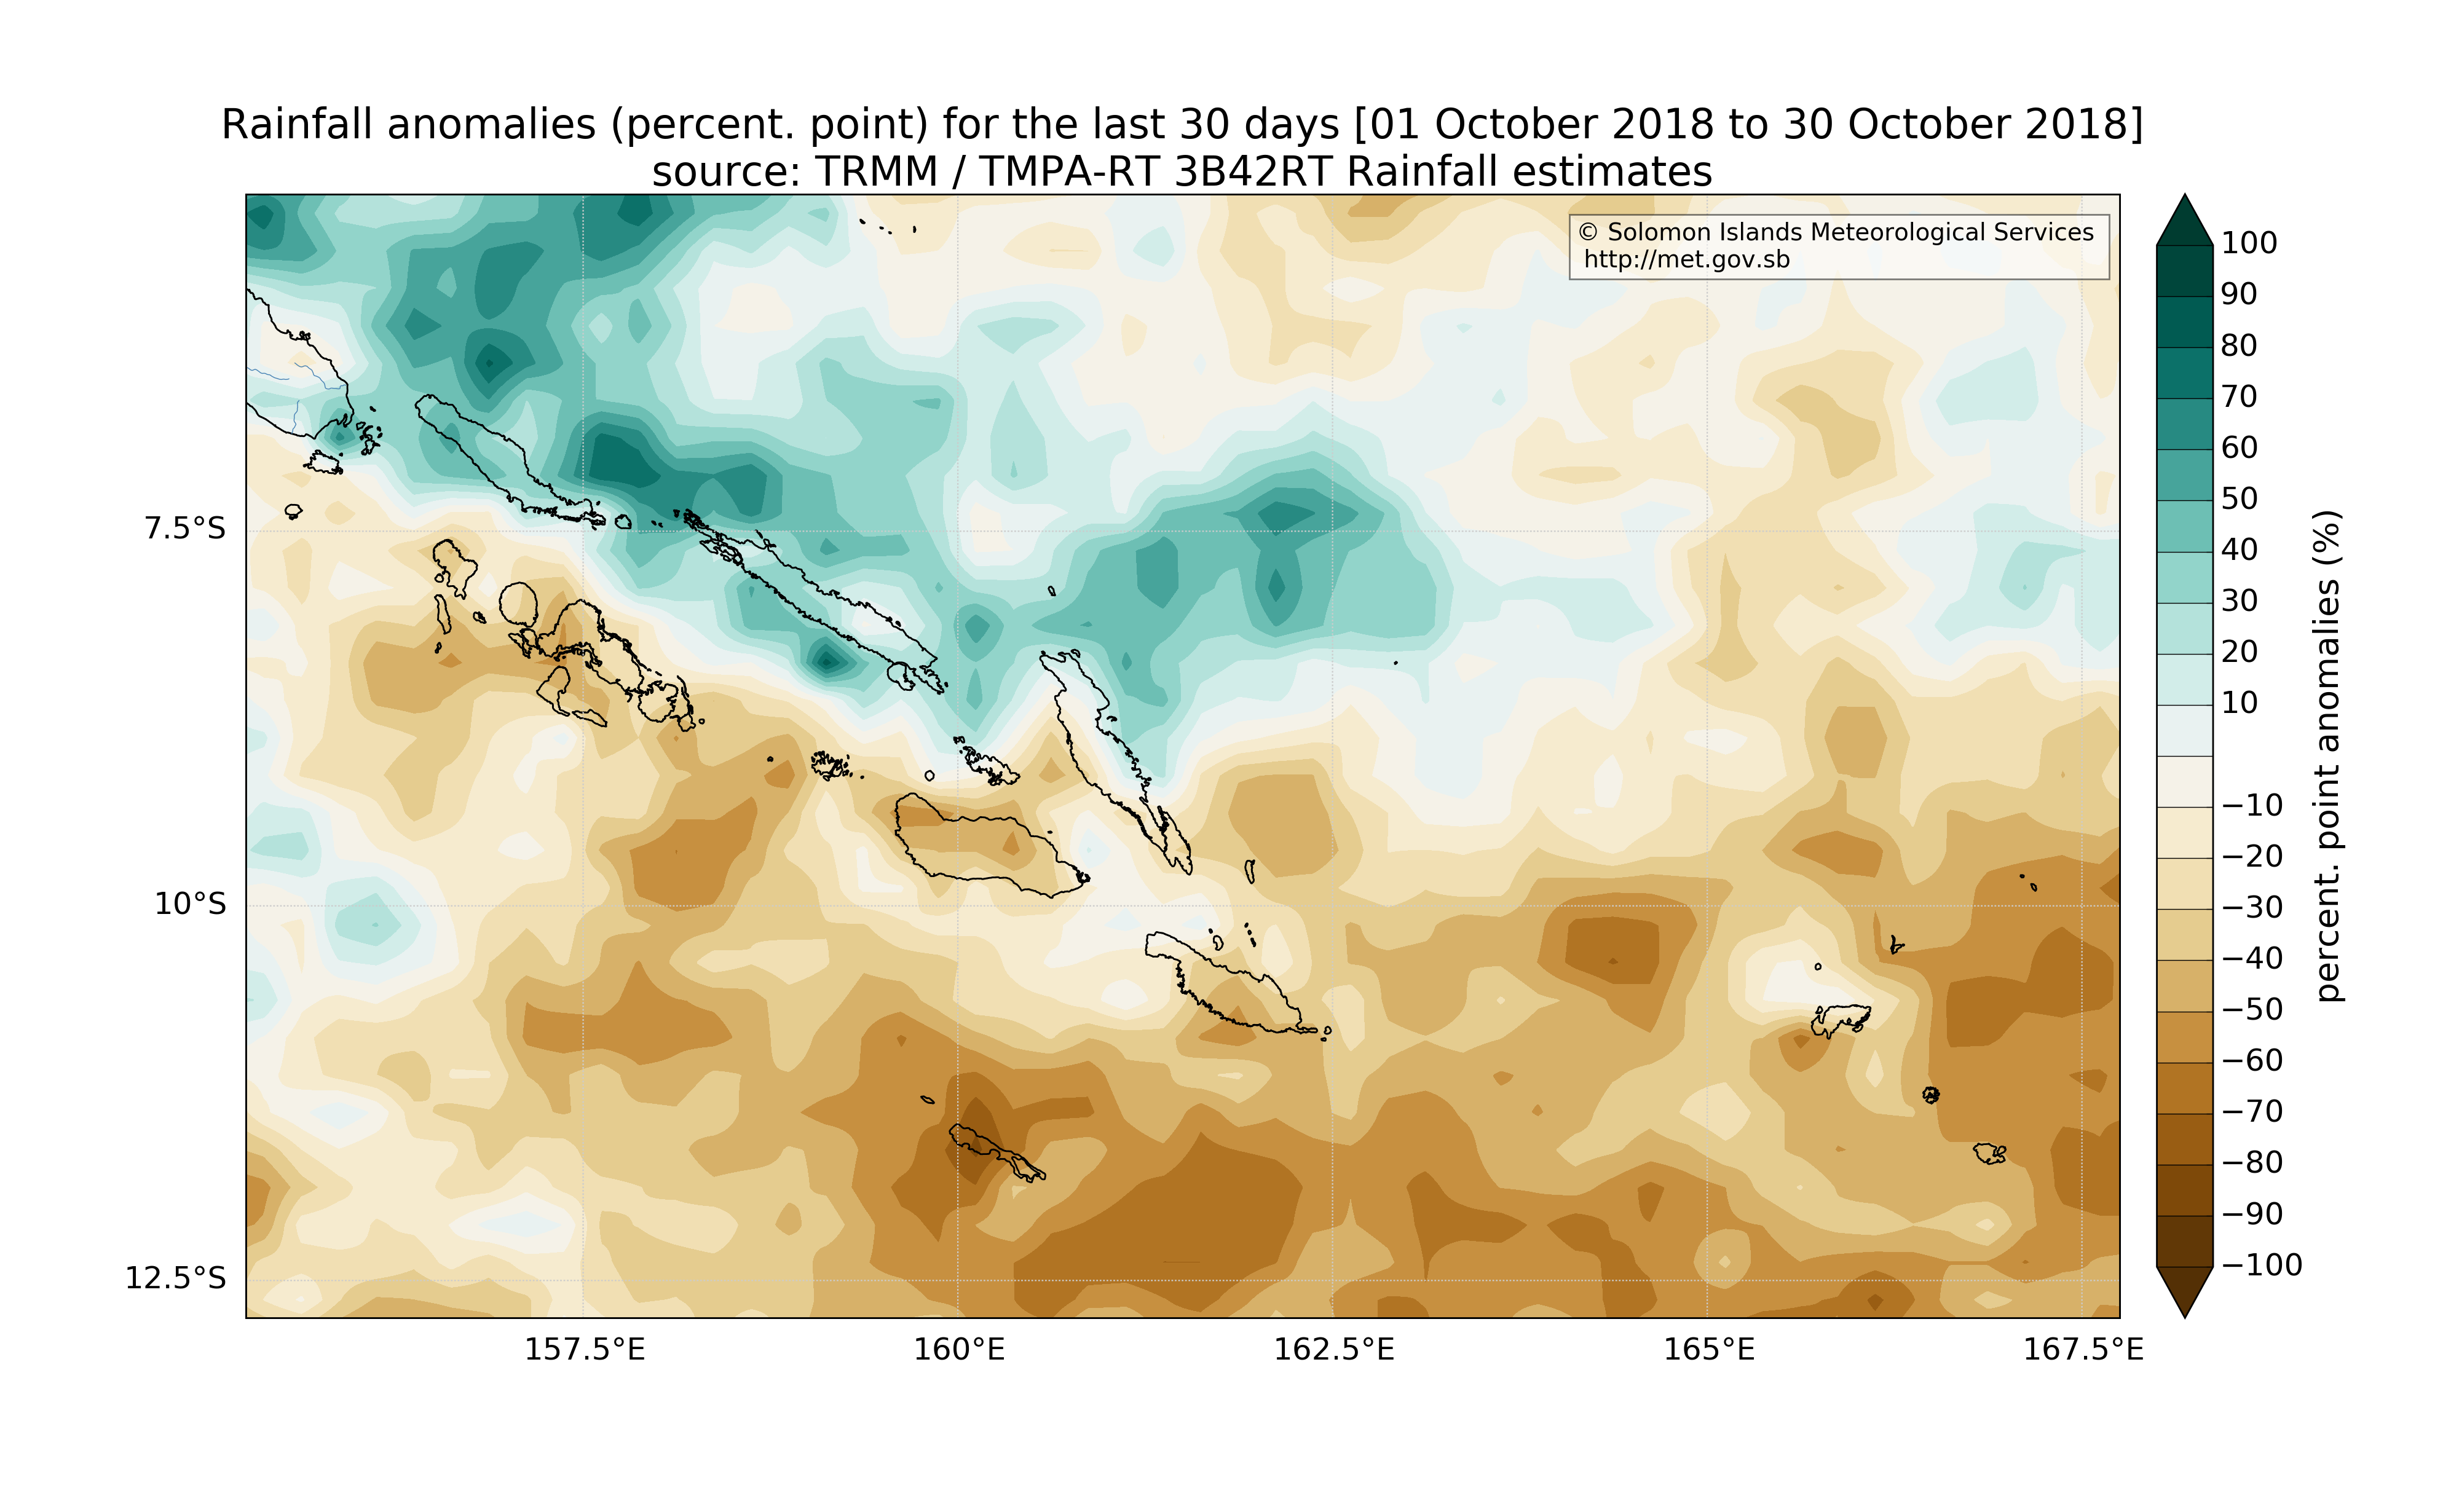 Rainfall anomalies (percent. point) for the last 30 days [01 October 2018 to 30 October 2018]
source: TRMM / TMPA-RT 3B42RT Rainfall estimates
© Solomon Islands Meteorological Services
http://met.gov.sb
7.5°S
10°S
12.5°S
157.5°E
160°E
162.5°E
165°E
167.5°E
100
90
80
70
60
50
40
30
20
10
−10
−20
−30
−40
−50
−60
−70
−80
−90
−100
percent. point anomalies (%)